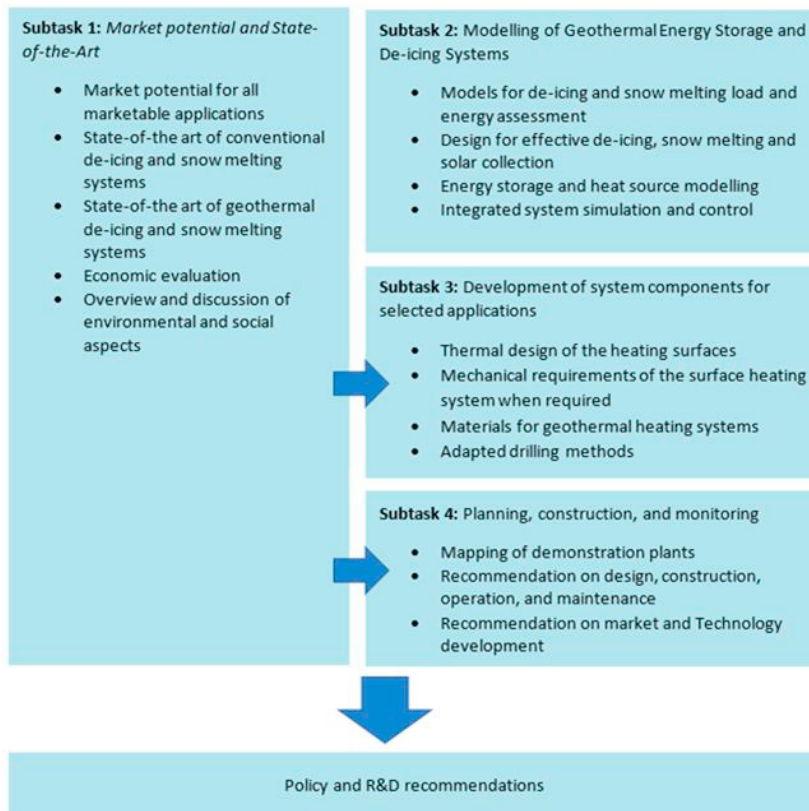 Subtask 1: Market potential and State-
of-the-Art
• Market potential for all
marketable applications
• State-of-the art of conventional
de-icing and snow melting
systems
• State-of-the art of geothermal
de-icing and snow melting
systems
• Economic evaluation
• Overview and discussion of
environmental and social
aspects
Subtask 2: Modelling of Geothermal Energy Storage and
De-icing Systems
• Models for de-icing and snow melting load and
energy assessment
• Design for effective de-icing, snow melting and
solar collection
• Energy storage and heat source modelling
• Integrated system simulation and control
Subtask 3: Development of system components for
selected applications
• Thermal design of the heating surfaces
• Mechanical requirements of the surface heating
system when required
• Materials for geothermal heating systems
• Adapted drilling methods
Subtask 4: Planning, construction, and monitoring
• Mapping of demonstration plants
• Recommendation on design, construction,
operation, and maintenance
• Recommendation on market and Technology
development
Policy and R&D recommendations